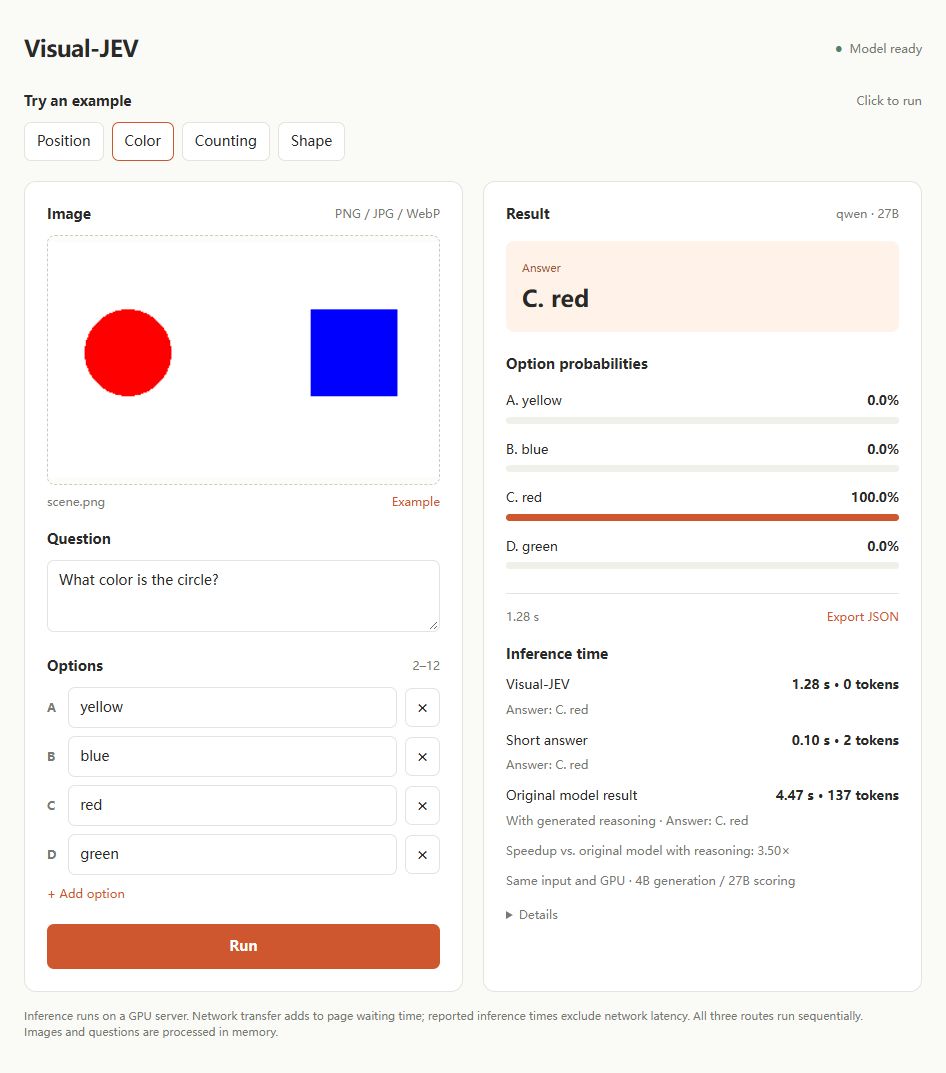 Visual-JEV
● Model ready
Try an example
Click to run
Position
Color
Counting
Shape
Image
PNG / JPG / WebP
scene.png
Example
Question
What color is the circle?
Options
2–12
A yellow ×
B blue ×
C red ×
D green ×
+ Add option
Run
Result
qwen · 27B
Answer
C. red
Option probabilities
A. yellow 0.0%
B. blue 0.0%
C. red 100.0%
D. green 0.0%
1.28 s
Export JSON
Inference time
Visual-JEV 1.28 s • 0 tokens
Answer: C. red
Short answer 0.10 s • 2 tokens
Answer: C. red
Original model result 4.47 s • 137 tokens
With generated reasoning · Answer: C. red
Speedup vs. original model with reasoning: 3.50×
Same input and GPU · 4B generation / 27B scoring
▶ Details
Inference runs on a GPU server. Network transfer adds to page waiting time; reported inference times exclude network latency. All three routes run sequentially.
Images and questions are processed in memory.